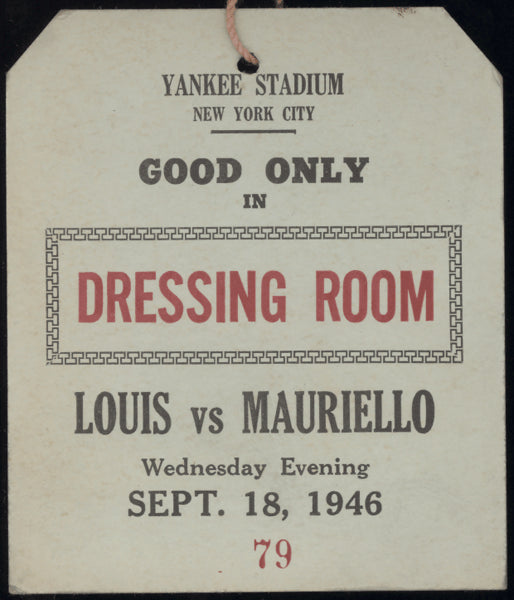 YANKEE STADIUM
NEW YORK CITY
GOOD ONLY
IN
DRESSING ROOM
LOUIS vs MAURIELLO
Wednesday Evening
SEPT. 18, 1946
79